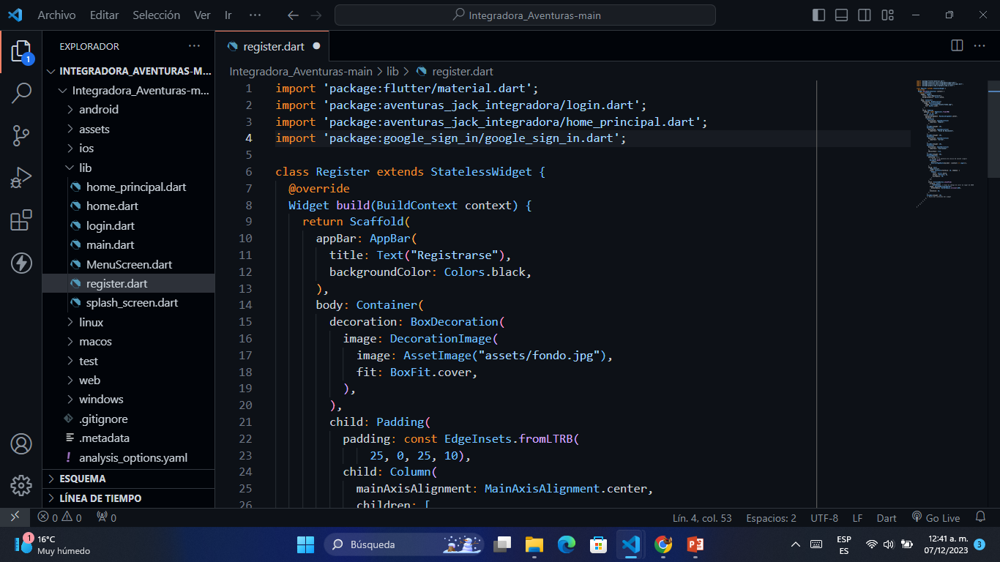 Archivo Editar Selección Ver Ir ··· Integradora_Aventuras-main
EXPLORADOR ···
INTEGRADORA_AVENTURAS-M...
Integradora_Aventuras-m...
android
assets
ios
lib
home_principal.dart
home.dart
login.dart
main.dart
MenuScreen.dart
register.dart
splash_screen.dart
linux
macos
test
web
windows
.gitignore
.metadata
analysis_options.yaml
ESQUEMA
LÍNEA DE TIEMPO
1
register.dart
Integradora_Aventuras-main > lib > register.dart
1 import 'package:flutter/material.dart';
2 import 'package:aventuras_jack_integradora/login.dart';
3 import 'package:aventuras_jack_integradora/home_principal.dart';
4 import 'package:google_sign_in/google_sign_in.dart';
5
6 class Register extends StatelessWidget {
7 @override
8 Widget build(BuildContext context) {
9 return Scaffold(
10 appBar: AppBar(
11 title: Text("Registrarse"),
12 backgroundColor: Colors.black,
13 ),
14 body: Container(
15 decoration: BoxDecoration(
16 image: DecorationImage(
17 image: AssetImage("assets/fondo.jpg"),
18 fit: BoxFit.cover,
19 ),
20 ),
21 child: Padding(
22 padding: const EdgeInsets.fromLTRB(
23 25, 0, 25, 10),
24 child: Column(
25 mainAxisAlignment: MainAxisAlignment.center,
26 children: [
0 0 0 Lín. 4, col. 53 Espacios: 2 UTF-8 LF Dart Go Live
1 16°C
Muy húmedo
Búsqueda
ESP
ES
12:41 a. m.
07/12/2023
3